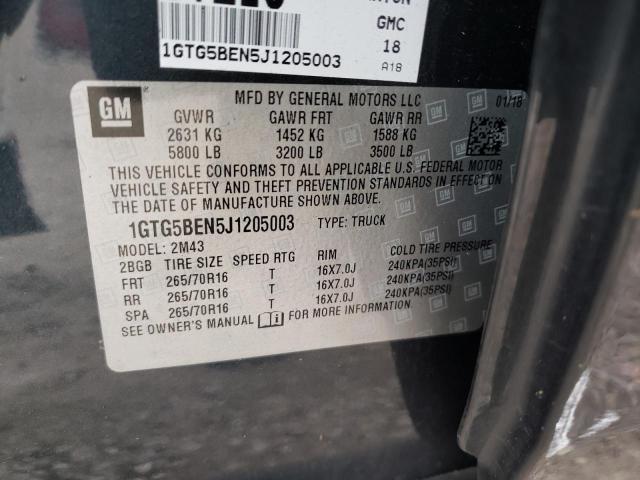 GMC
1GTG5BEN5J1205003 18
A18
GM
MFD BY GENERAL MOTORS LLC 01/18
GVWR GAWR FRT GAWR RR
2631 KG 1452 KG 1588 KG
5800 LB 3200 LB 3500 LB
THIS VEHICLE CONFORMS TO ALL APPLICABLE U.S. FEDERAL MOTOR
VEHICLE SAFETY AND THEFT PREVENTION STANDARDS IN EFFECT ON
THE DATE OF MANUFACTURE SHOWN ABOVE.
1GTG5BEN5J1205003 TYPE: TRUCK
MODEL: 2M43
2BGB TIRE SIZE SPEED RTG RIM COLD TIRE PRESSURE
FRT 265/70R16 T 16X7.0J 240KPA(35PSI)
RR 265/70R16 T 16X7.0J 240KPA(35PSI)
SPA 265/70R16 T 16X7.0J 240KPA(35PSI)
SEE OWNER'S MANUAL FOR MORE INFORMATION.